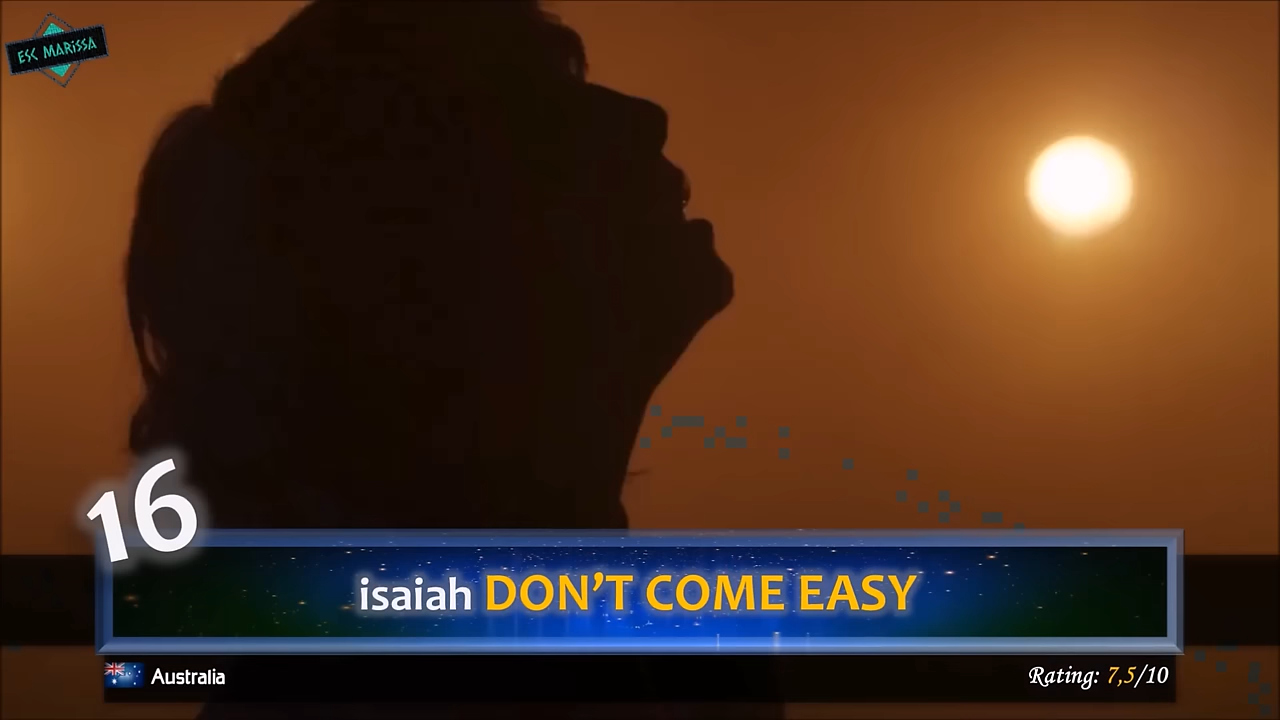 ESC MARISSA
16
isaiah DON'T COME EASY
Australia
Rating: 7,5/10